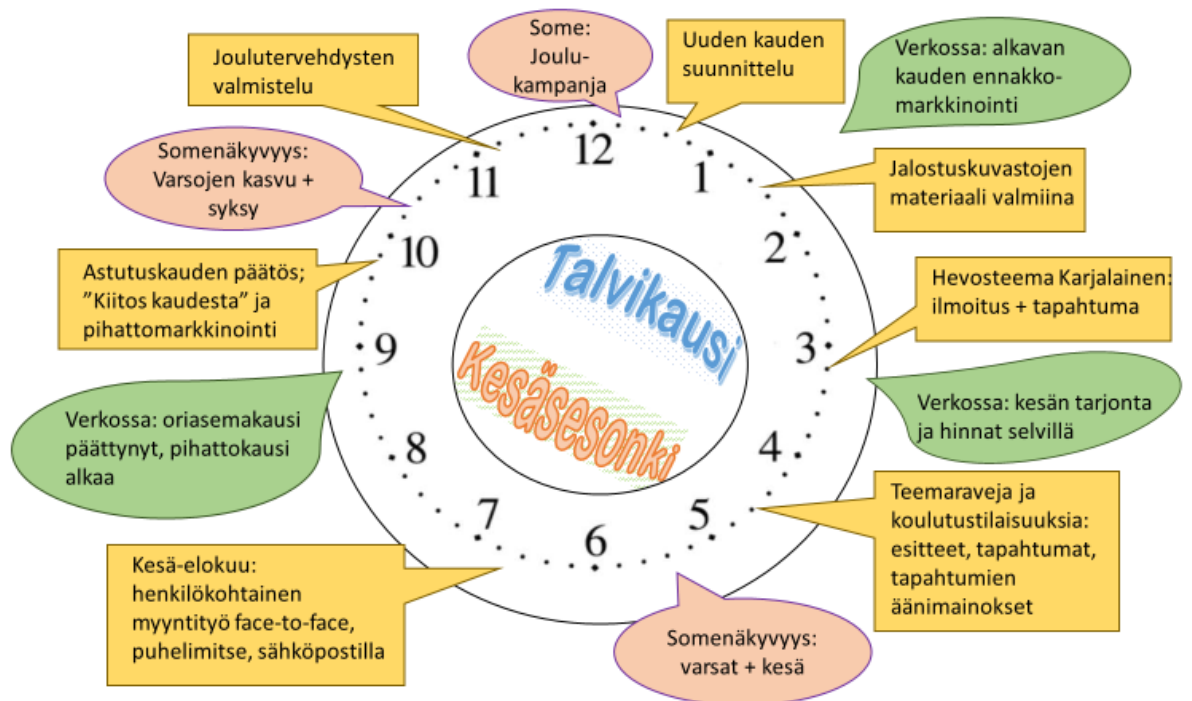 Joulutervehdysten
valmistelu
Some:
Joulu-
kampanja
Uuden kauden
suunnittelu
Verkossa: alkavan
kauden ennakko-
markkinointi
Somenäkyvyys:
Varsojen kasvu +
syksy
Jalostuskuvastojen
materiaali valmiina
Astutuskauden päätös;
”Kiitos kaudesta” ja
pihattomarkkinointi
Hevosteema Karjalainen:
ilmoitus + tapahtuma
Verkossa: oriasemakausi
päättynyt, pihattokausi
alkaa
Verkossa: kesän tarjonta
ja hinnat selvillä
Kesä-elokuu:
henkilökohtainen
myyntityö face-to-face,
puhelimitse, sähköpostilla
Somenäkyvyys:
varsat + kesä
Teemaraveja ja
koulutustilaisuuksia:
esitteet, tapahtumat,
tapahtumien
äänimainokset
12
1
2
3
4
5
6
7
8
9
10
11
Talvikausi
Kesäsesonki